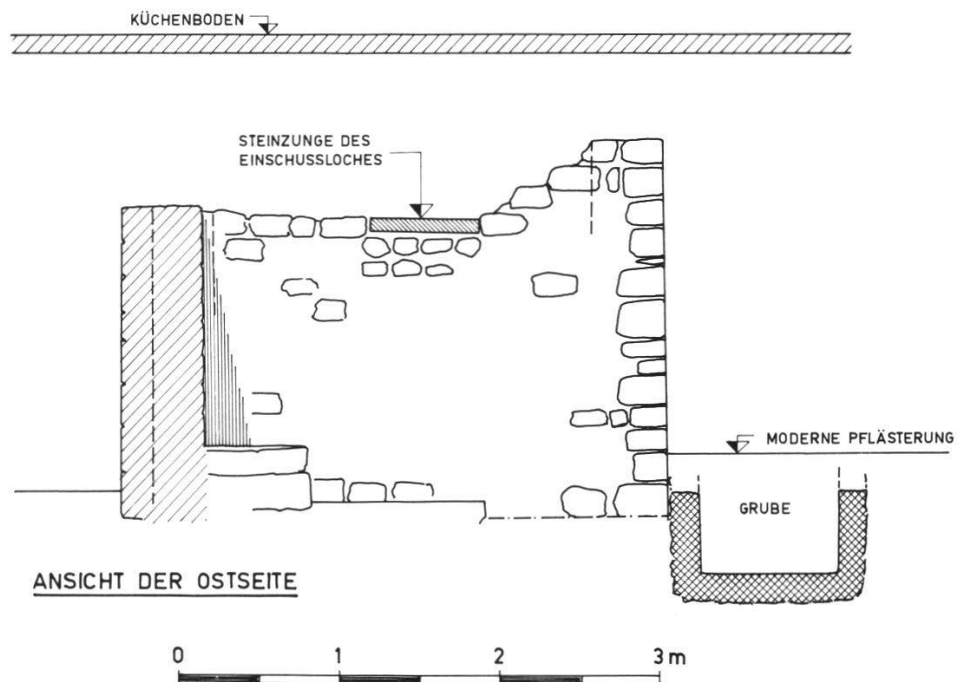 KÜCHENBODEN
STEINZUNGE DES
EINSCHUSSLOCHES
MODERNE PFLÄSTERUNG
GRUBE
ANSICHT DER OSTSEITE
0 1 2 3 m